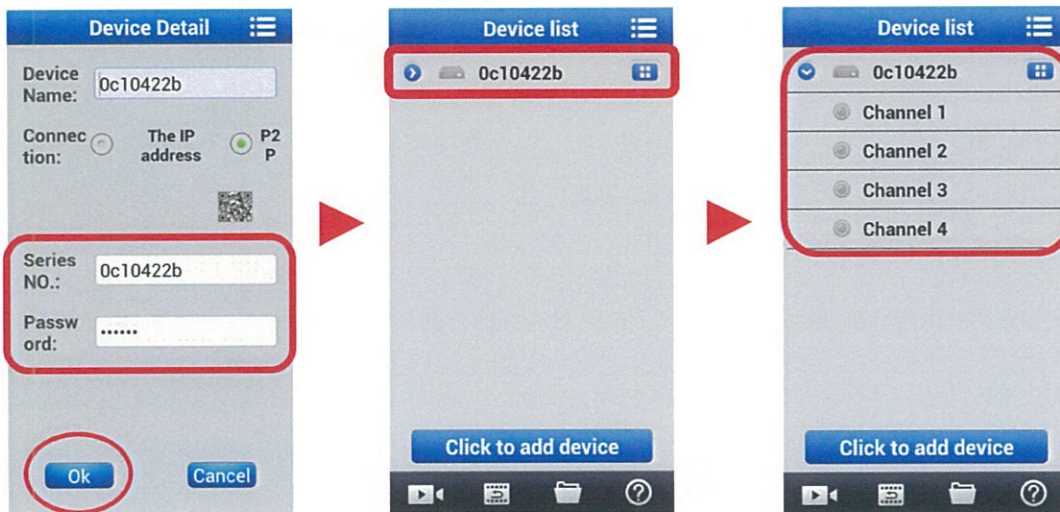 Device Detail
Device
Name:
0c10422b
Connec
tion:
The IP
address
P2
P
Series
NO.:
0c10422b
Passw
ord:
••••••
Ok
Cancel
Device list
0c10422b
Click to add device
Device list
0c10422b
Channel 1
Channel 2
Channel 3
Channel 4
Click to add device